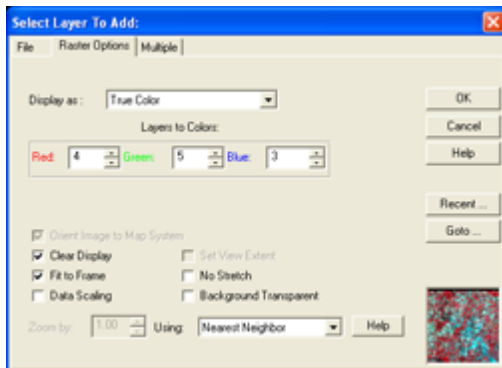 Select Layer To Add:
File Raster Options Multiple
Display as : True Color
Layers to Colors:
Red: 4 Green: 5 Blue: 3
Orient Image to Map System
Clear Display Set View Extent
Fit to Frame No Stretch
Data Scaling Background Transparent
Zoom by: 1.00 Using: Nearest Neighbor Help
OK
Cancel
Help
Recent ...
Goto ...